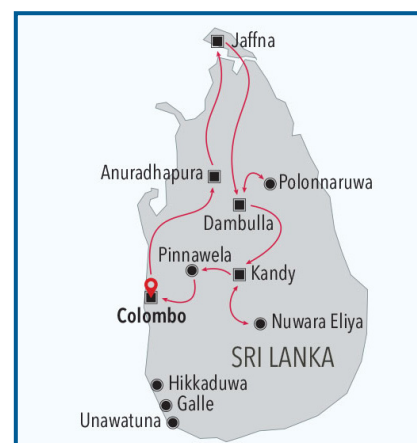 Jaffna
Anuradhapura
Polonnaruwa
Dambulla
Pinnawela
Kandy
Colombo
Nuwara Eliya
SRI LANKA
Hikkaduwa
Galle
Unawatuna